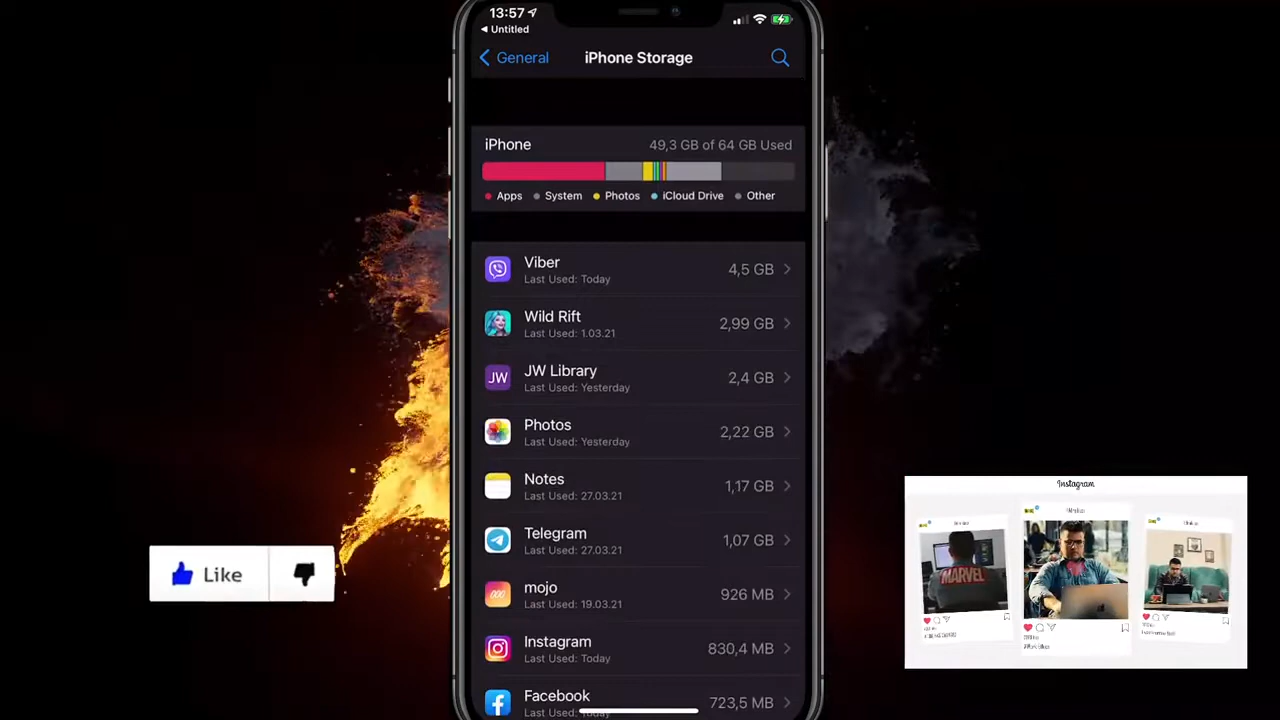 13:57
Untitled
General
iPhone Storage
iPhone
49,3 GB of 64 GB Used
Apps
System
Photos
iCloud Drive
Other
Viber
Last Used: Today
4,5 GB
Wild Rift
Last Used: 1.03.21
2,99 GB
JW
JW Library
Last Used: Yesterday
2,4 GB
Photos
Last Used: Yesterday
2,22 GB
Notes
Last Used: 27.03.21
1,17 GB
Telegram
Last Used: 27.03.21
1,07 GB
mojo
Last Used: 19.03.21
926 MB
Instagram
Last Used: Today
830,4 MB
Facebook
Last Used: Today
723,5 MB
Like
Instagram
MARVEL